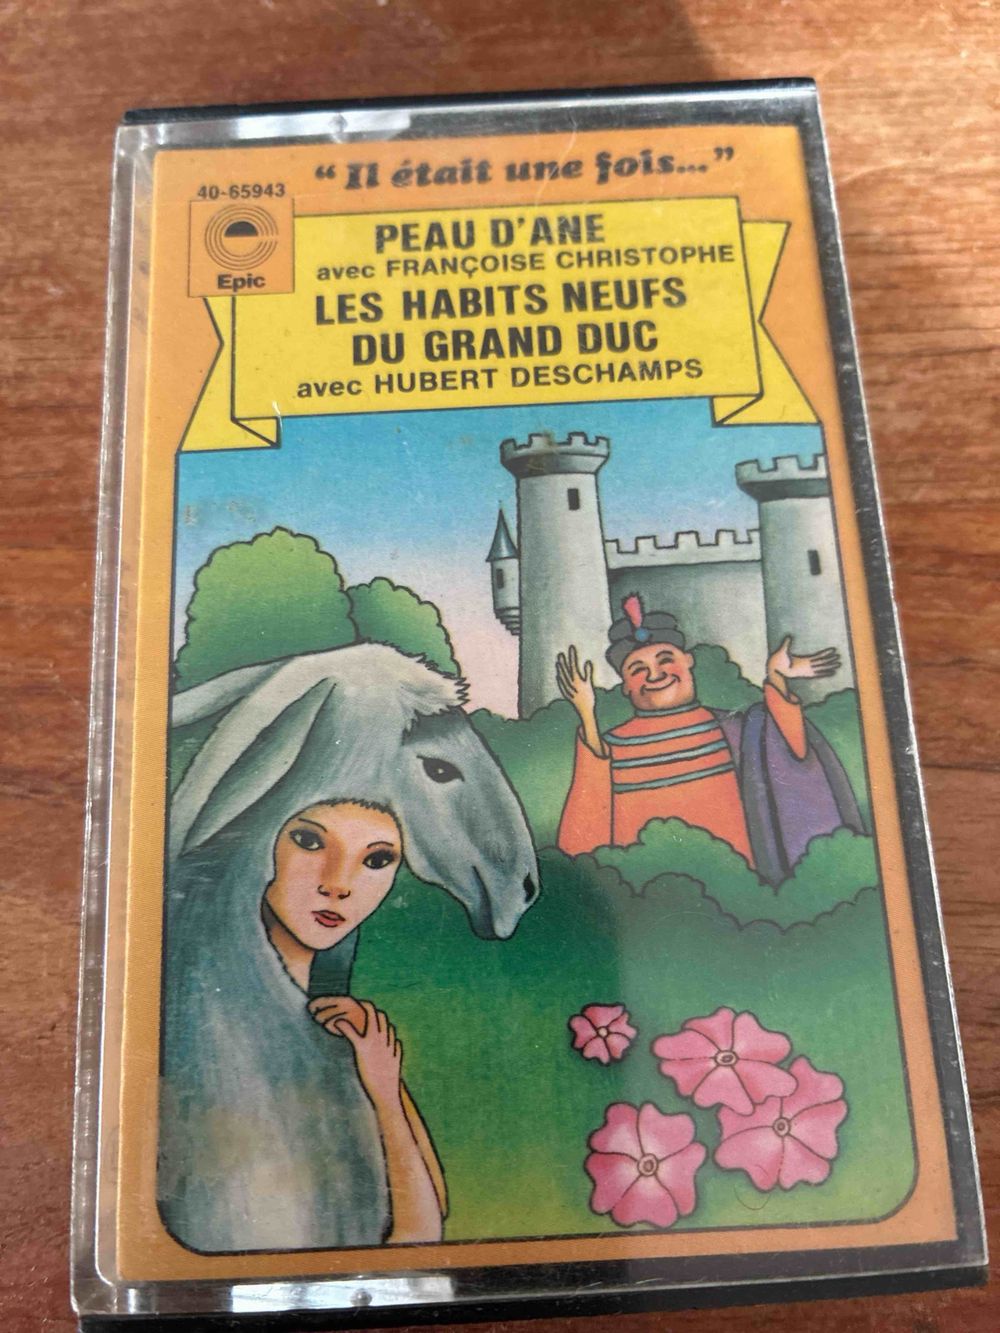 “Il était une fois...”
40-65943
Epic
PEAU D'ANE
avec FRANÇOISE CHRISTOPHE
LES HABITS NEUFS
DU GRAND DUC
avec HUBERT DESCHAMPS